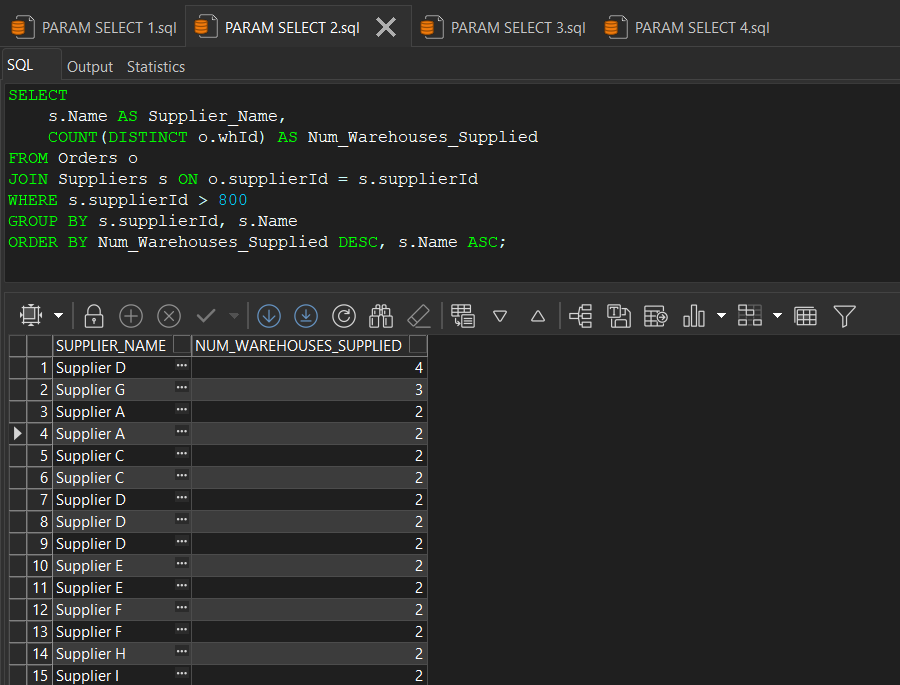 PARAM SELECT 1.sql PARAM SELECT 2.sql PARAM SELECT 3.sql PARAM SELECT 4.sql
SQL Output Statistics
SELECT
s.Name AS Supplier_Name,
COUNT(DISTINCT o.whId) AS Num_Warehouses_Supplied
FROM Orders o
JOIN Suppliers s ON o.supplierId = s.supplierId
WHERE s.supplierId > 800
GROUP BY s.supplierId, s.Name
ORDER BY Num_Warehouses_Supplied DESC, s.Name ASC;
SUPPLIER_NAME NUM_WAREHOUSES_SUPPLIED
1 Supplier D ... 4
2 Supplier G ... 3
3 Supplier A ... 2
4 Supplier A ... 2
5 Supplier C ... 2
6 Supplier C ... 2
7 Supplier D ... 2
8 Supplier D ... 2
9 Supplier D ... 2
10 Supplier E ... 2
11 Supplier E ... 2
12 Supplier F ... 2
13 Supplier F ... 2
14 Supplier H ... 2
15 Supplier I ... 2